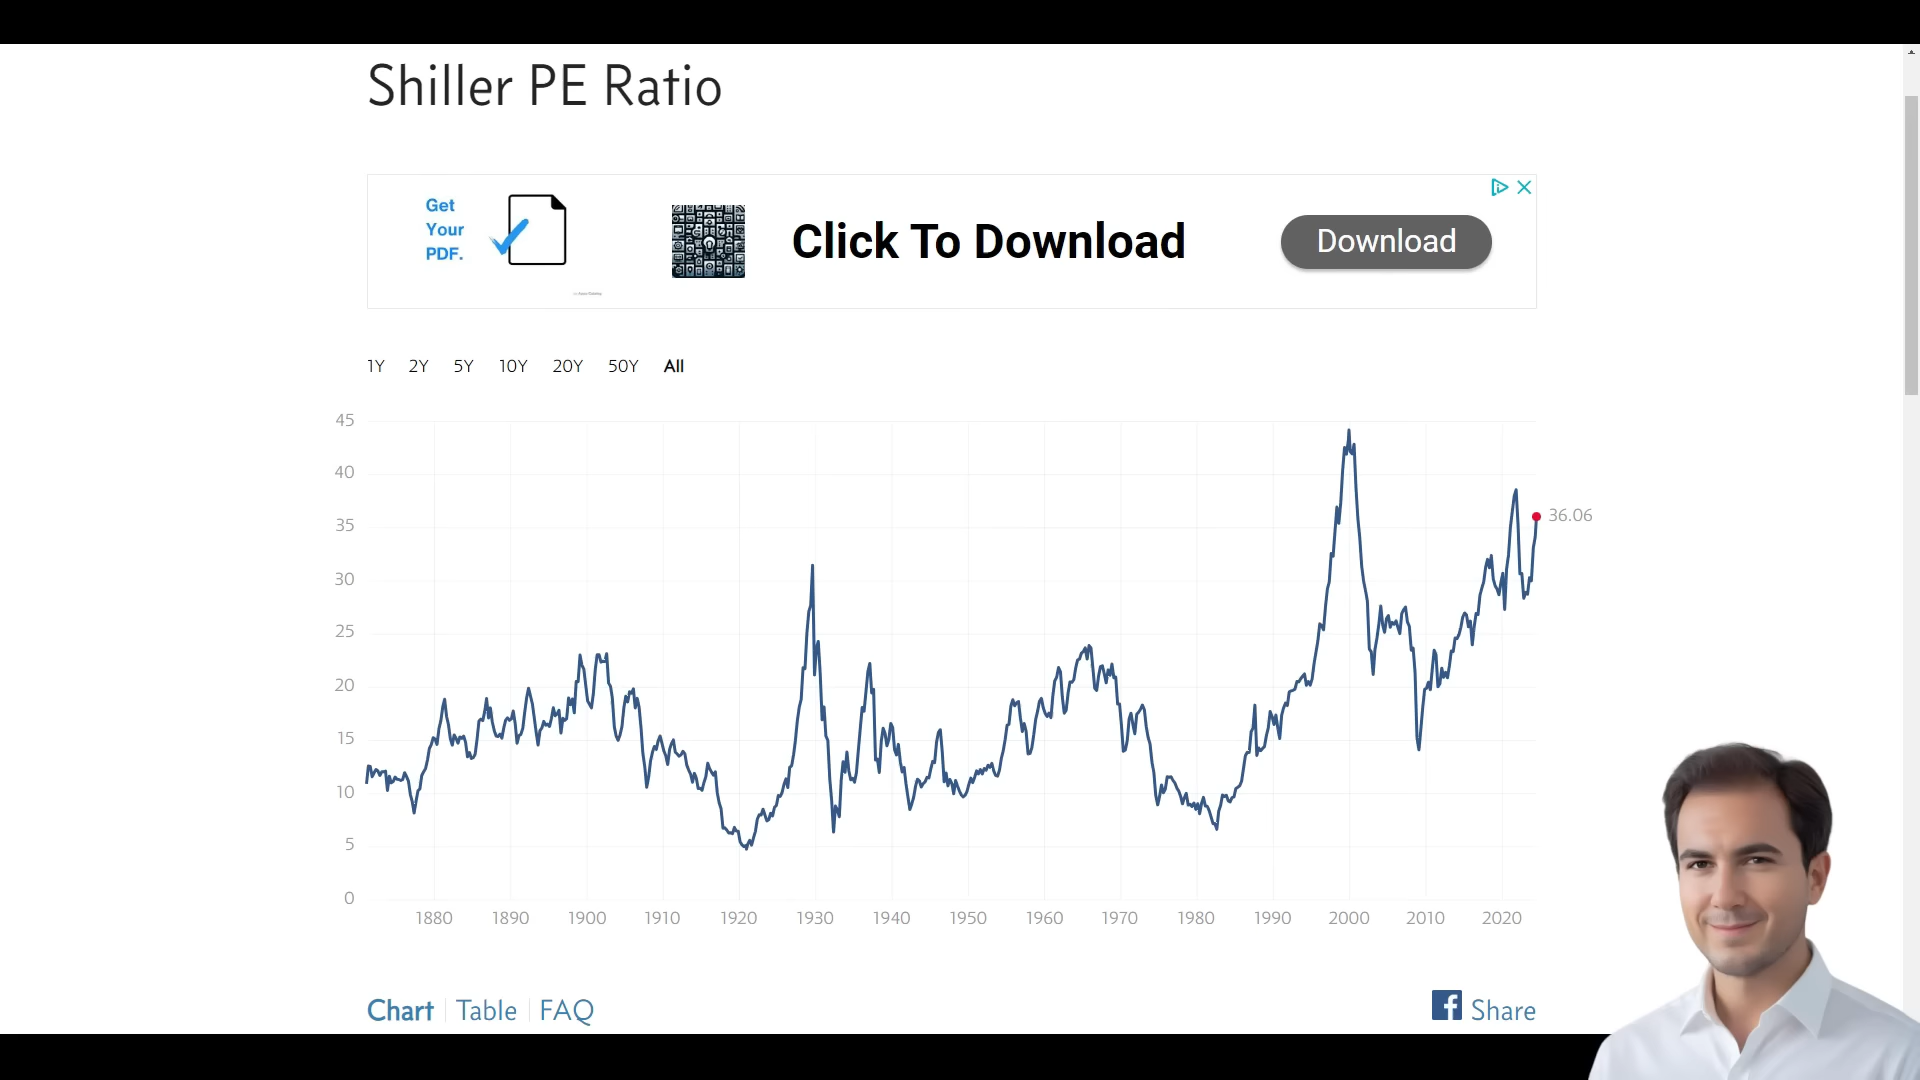 Shiller PE Ratio
Get
Your
PDF.
Click To Download
Download
1Y 2Y 5Y 10Y 20Y 50Y All
45
40
35
30
25
20
15
10
5
0
36.06
1880 1890 1900 1910 1920 1930 1940 1950 1960 1970 1980 1990 2000 2010 2020
Chart Table FAQ
Share